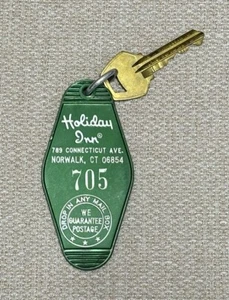 Holiday
Inn®
789 CONNECTICUT AVE.
NORWALK, CT 06854
705
DROP IN ANY MAIL BOX
WE
GUARANTEE
POSTAGE